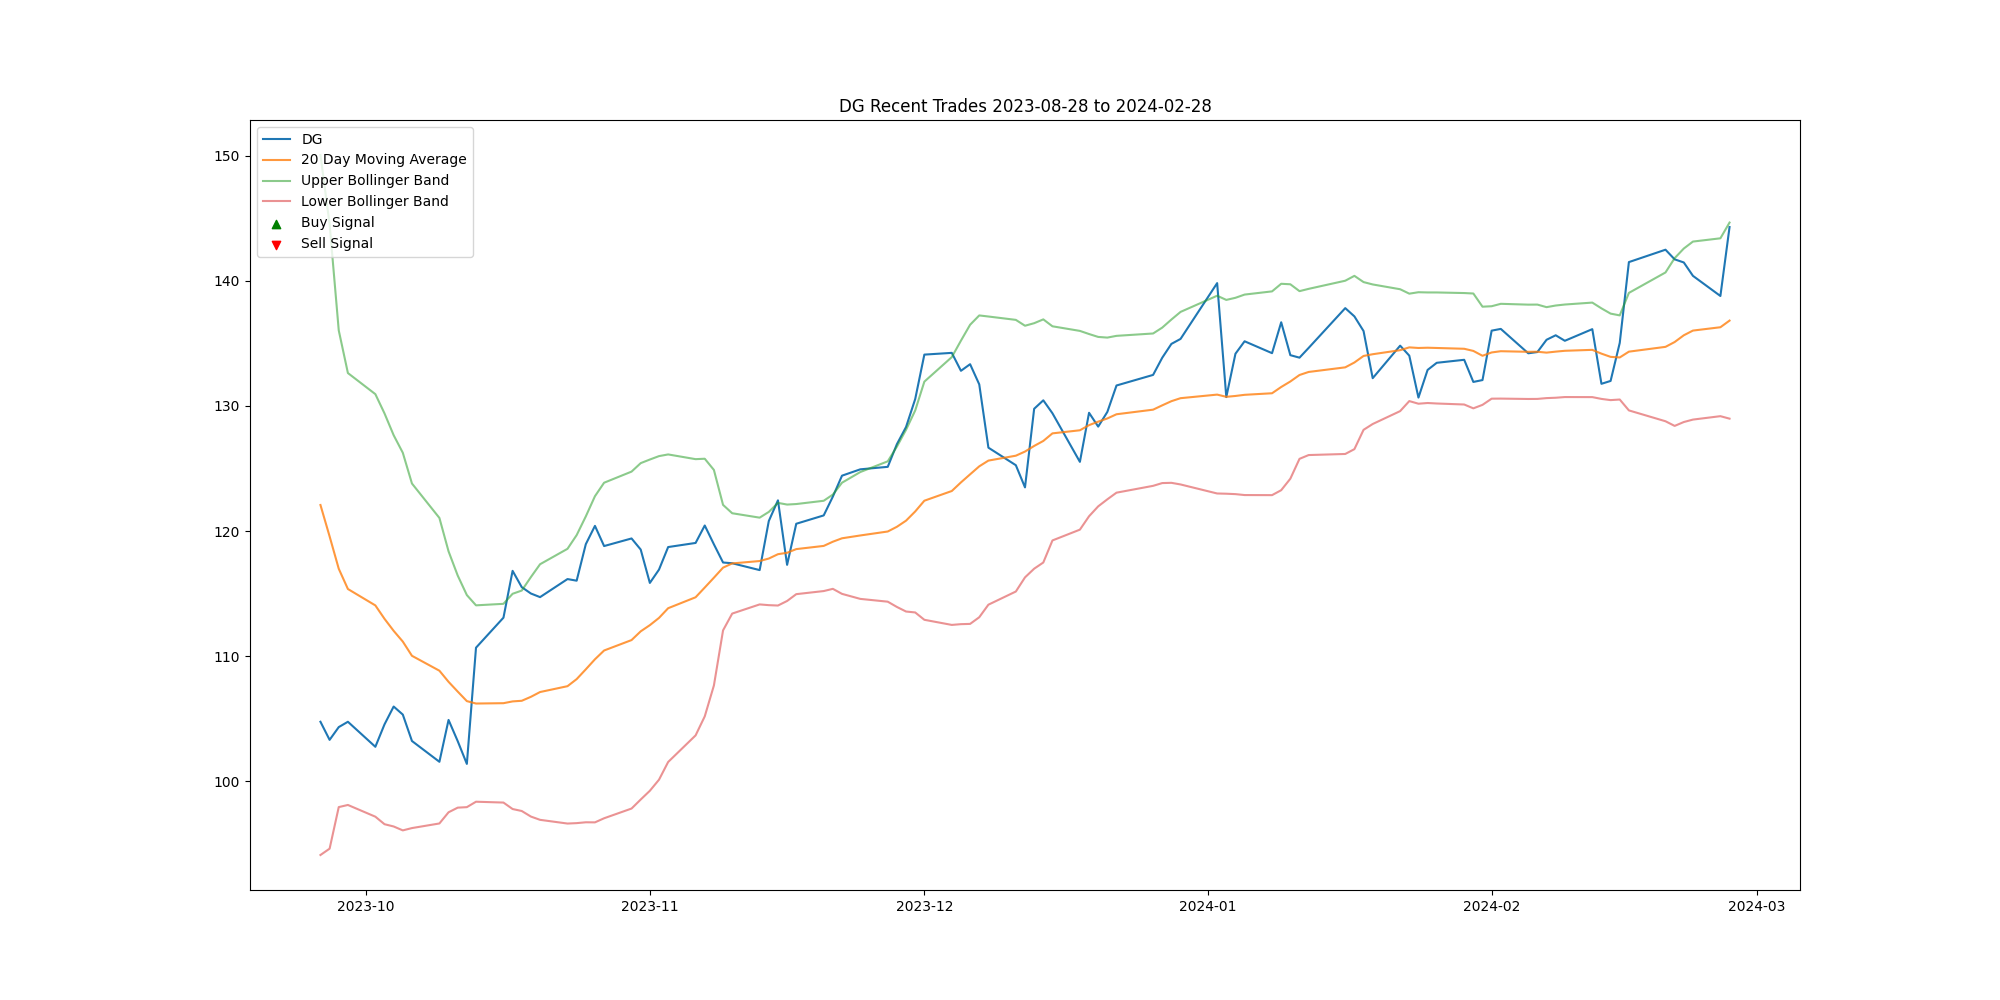 DG Recent Trades 2023-08-28 to 2024-02-28
DG
20 Day Moving Average
Upper Bollinger Band
Lower Bollinger Band
Buy Signal
Sell Signal
150
140
130
120
110
100
2023-10 2023-11 2023-12 2024-01 2024-02 2024-03